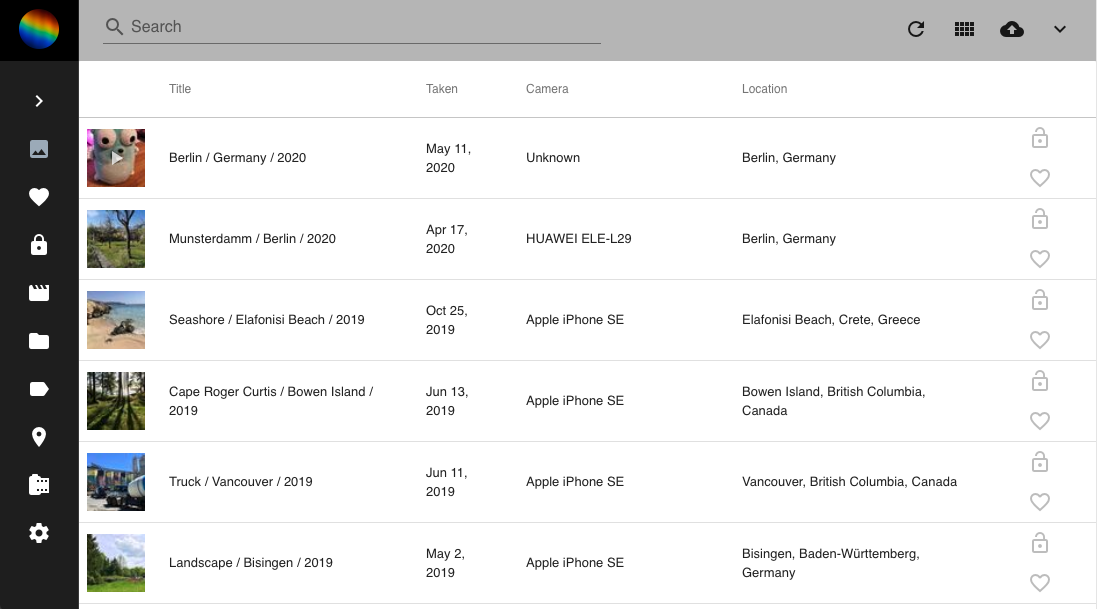 Search
Title Taken Camera Location
Berlin / Germany / 2020
May 11,
2020
Unknown
Berlin, Germany
Munsterdamm / Berlin / 2020
Apr 17,
2020
HUAWEI ELE-L29
Berlin, Germany
Seashore / Elafonisi Beach / 2019
Oct 25,
2019
Apple iPhone SE
Elafonisi Beach, Crete, Greece
Cape Roger Curtis / Bowen Island /
2019
Jun 13,
2019
Apple iPhone SE
Bowen Island, British Columbia,
Canada
Truck / Vancouver / 2019
Jun 11,
2019
Apple iPhone SE
Vancouver, British Columbia, Canada
Landscape / Bisingen / 2019
May 2,
2019
Apple iPhone SE
Bisingen, Baden-Württemberg,
Germany